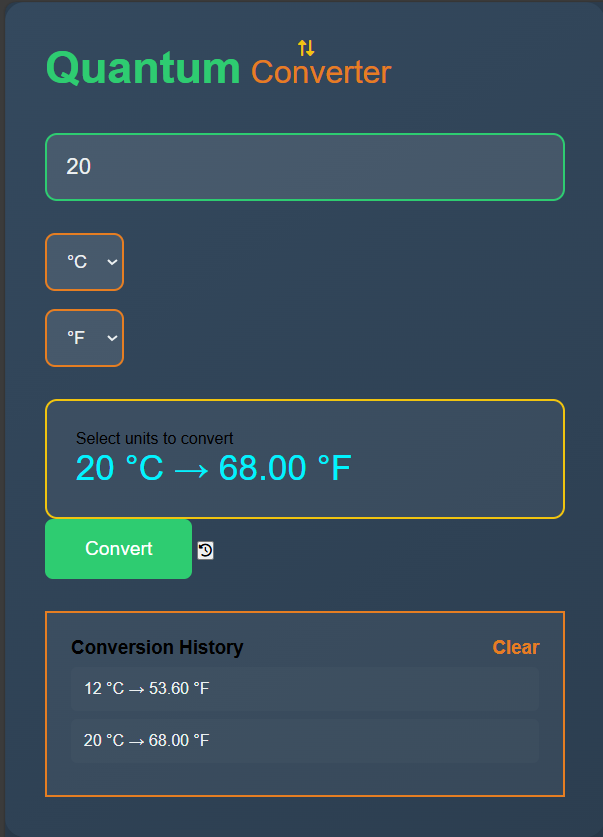 Quantum Converter
20
°C
°F
Select units to convert
20 °C → 68.00 °F
Convert
Conversion History Clear
12 °C → 53.60 °F
20 °C → 68.00 °F